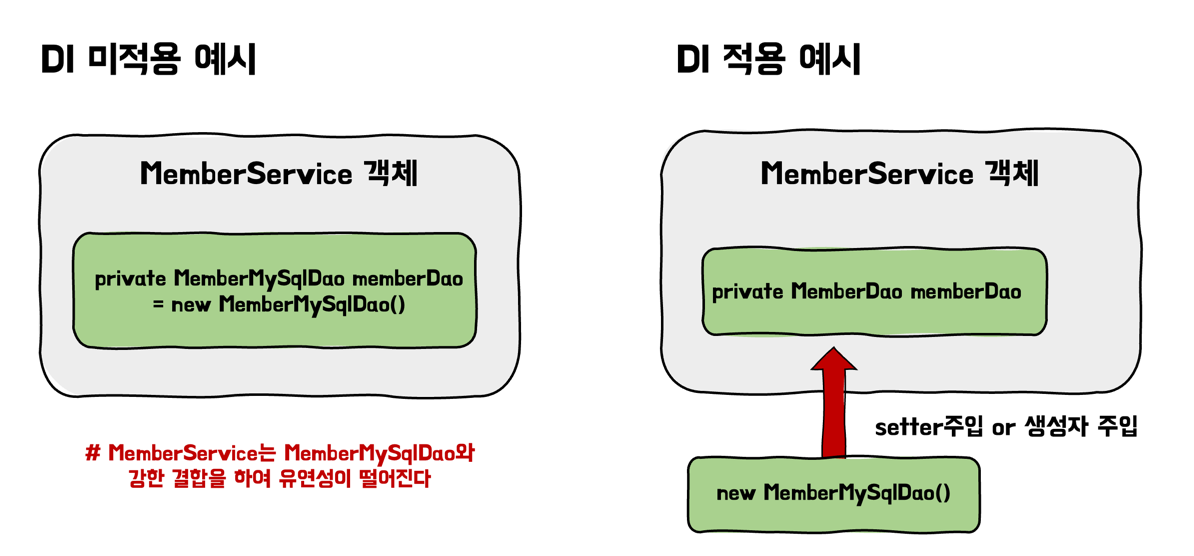 DI 미적용 예시
MemberService 객체
private MemberMySqlDao memberDao
= new MemberMySqlDao()
# MemberService는 MemberMySqlDao와
강한 결합을 하여 유연성이 떨어진다
DI 적용 예시
MemberService 객체
private MemberDao memberDao
setter주입 or 생성자 주입
new MemberMySqlDao()